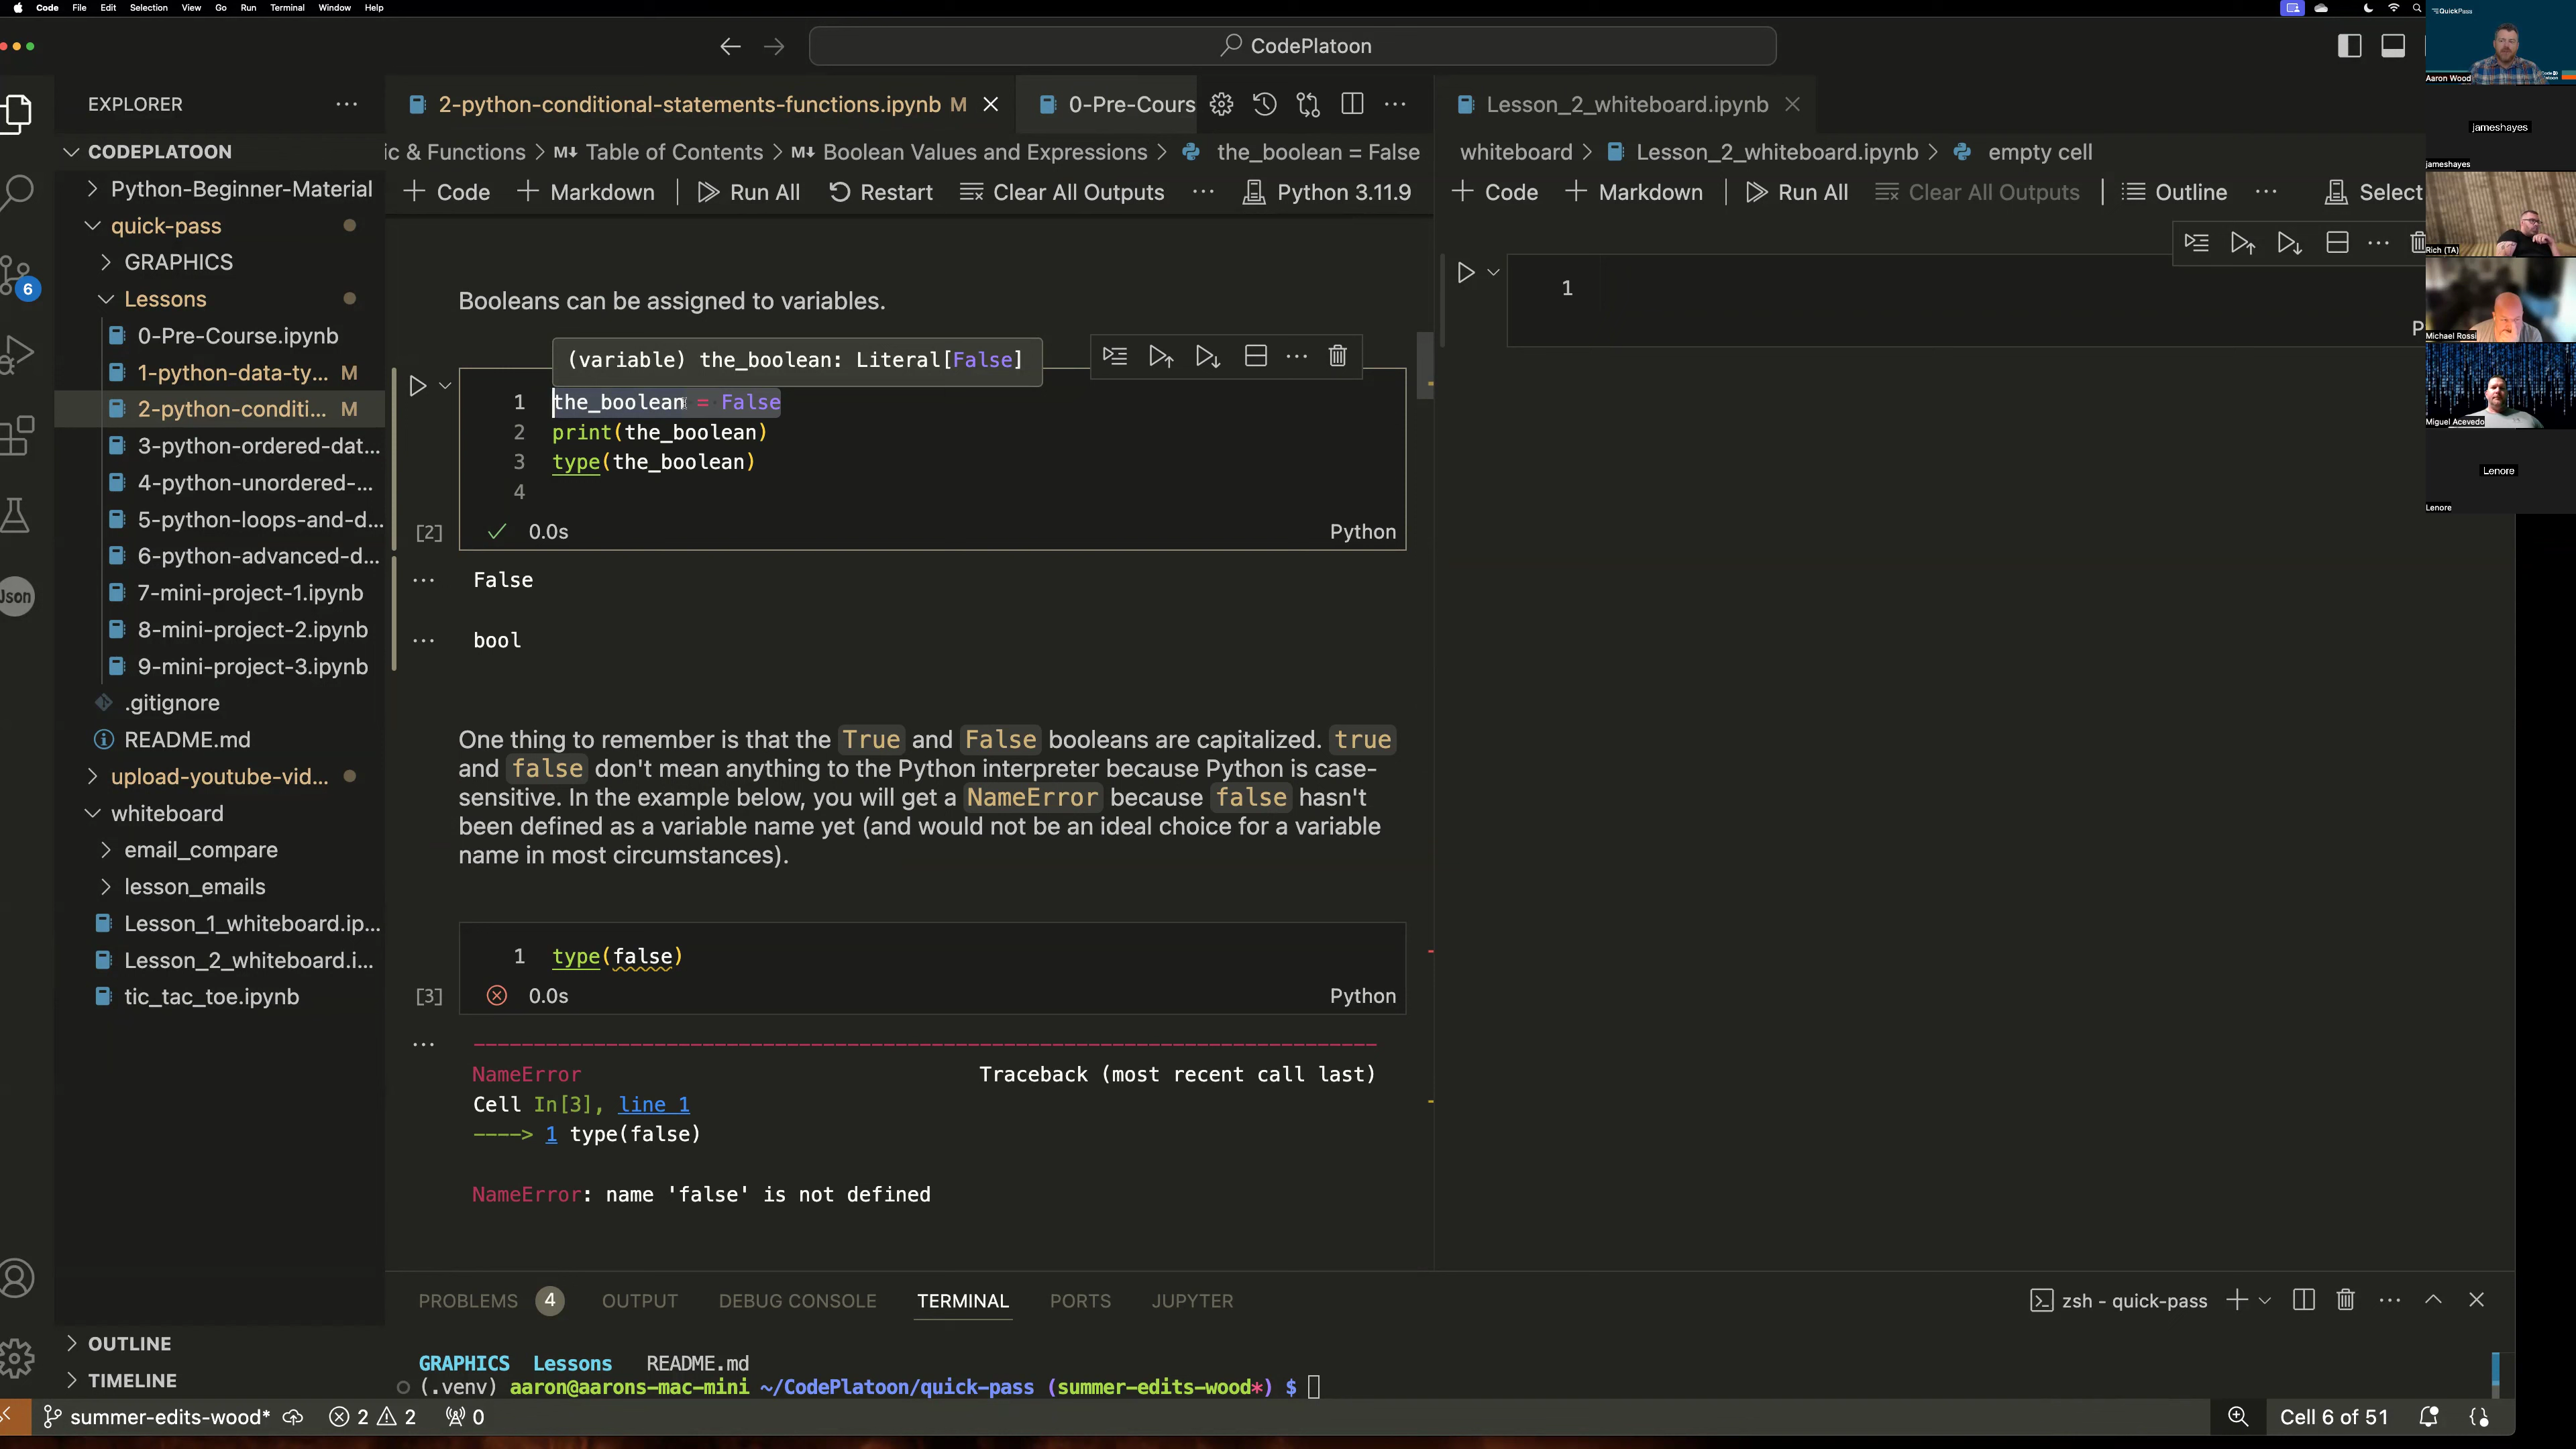 Code File Edit Selection View Go Run Terminal Window Help
CodePlatoon
EXPLORER
CODEPLATOON
Python-Beginner-Material
quick-pass
GRAPHICS
Lessons
0-Pre-Course.ipynb
1-python-data-ty... M
2-python-conditi... M
3-python-ordered-dat...
4-python-unordered-...
5-python-loops-and-d...
6-python-advanced-d...
7-mini-project-1.ipynb
8-mini-project-2.ipynb
9-mini-project-3.ipynb
.gitignore
README.md
upload-youtube-vid...
whiteboard
email_compare
lesson_emails
Lesson_1_whiteboard.ip...
Lesson_2_whiteboard.i...
tic_tac_toe.ipynb
OUTLINE
TIMELINE
6
Json
2-python-conditional-statements-functions.ipynb M
0-Pre-Cours
ic & Functions > M↓ Table of Contents > M↓ Boolean Values and Expressions > the_boolean = False
+ Code + Markdown | Run All Restart Clear All Outputs ... Python 3.11.9
Booleans can be assigned to variables.
(variable) the_boolean: Literal[False]
1 the_boolean = False
2 print(the_boolean)
3 type(the_boolean)
4
[2] 0.0s Python
False
bool
One thing to remember is that the True and False booleans are capitalized. true
and false don't mean anything to the Python interpreter because Python is case-
sensitive. In the example below, you will get a NameError because false hasn't
been defined as a variable name yet (and would not be an ideal choice for a variable
name in most circumstances).
1 type(false)
[3] 0.0s Python
NameError Traceback (most recent call last)
Cell In[3], line 1
----> 1 type(false)
NameError: name 'false' is not defined
Lesson_2_whiteboard.ipynb
whiteboard > Lesson_2_whiteboard.ipynb > empty cell
+ Code + Markdown | Run All Clear All Outputs | Outline ... Select
1
P
QuickPass
Aaron Wood
jameshayes
jameshayes
Rich (TA)
Michael Rossi
Miguel Acevedo
Lenore
Lenore
PROBLEMS 4 OUTPUT DEBUG CONSOLE TERMINAL PORTS JUPYTER
zsh - quick-pass
GRAPHICS Lessons README.md
(.venv) aaron@aarons-mac-mini ~/CodePlatoon/quick-pass (summer-edits-wood*) $
summer-edits-wood* 2 2 0
Cell 6 of 51